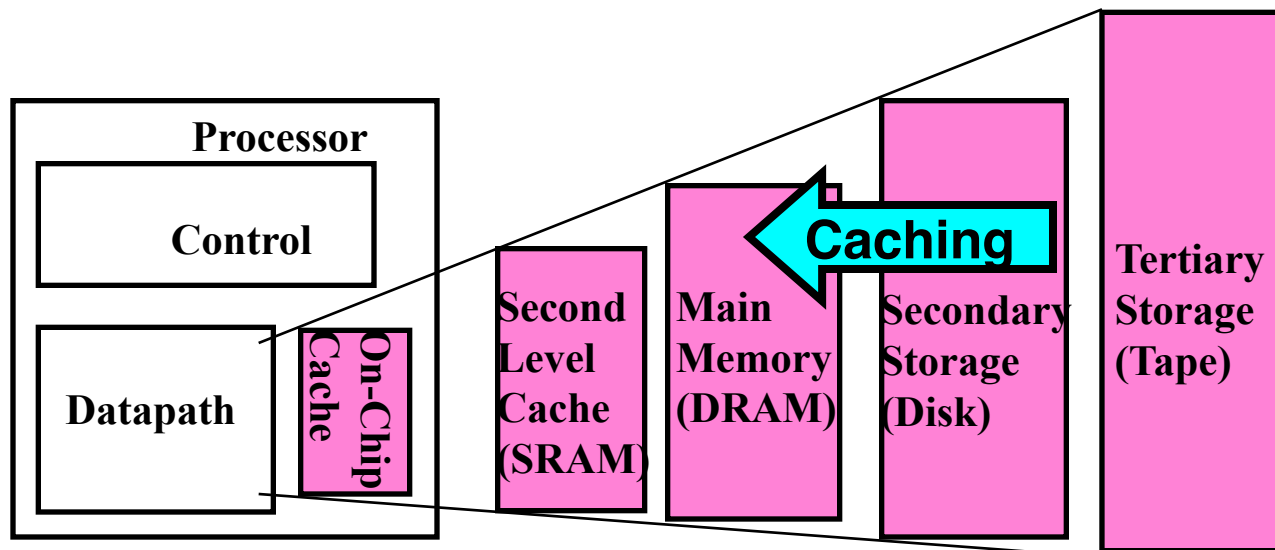 Processor
Control
Datapath
On-Chip
Cache
Second
Level
Cache
(SRAM)
Main
Memory
(DRAM)
Caching
Secondary
Storage
(Disk)
Tertiary
Storage
(Tape)